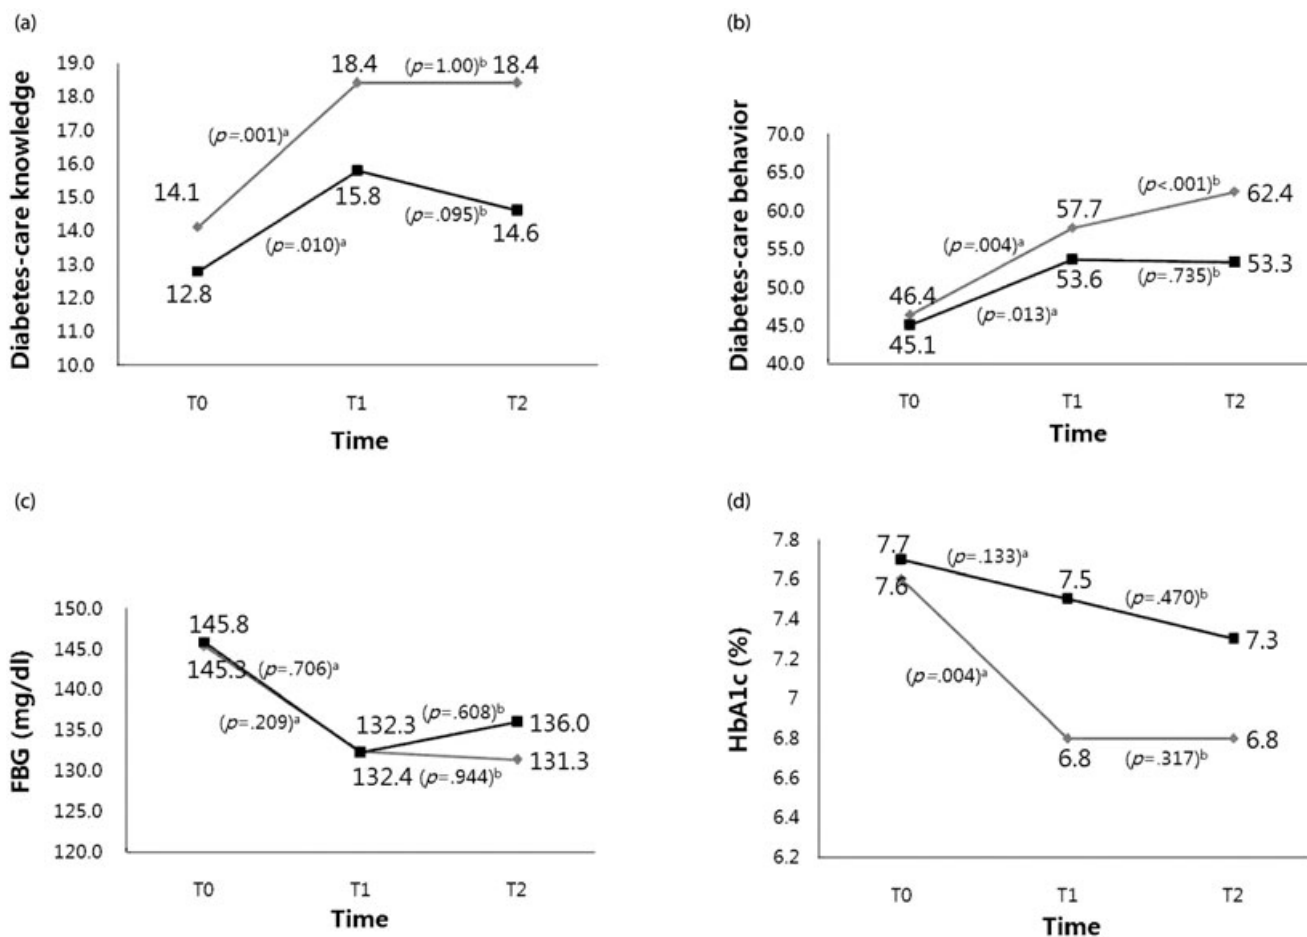 (a)
Diabetes-care knowledge
19.0
18.0
17.0
16.0
15.0
14.0
13.0
12.0
11.0
10.0
18.4
(p=1.00)ᵇ
18.4
(p=.001)ᵃ
14.1
15.8
(p=.095)ᵇ
14.6
(p=.010)ᵃ
12.8
T0
T1
T2
Time
(b)
Diabetes-care behavior
70.0
65.0
60.0
55.0
50.0
45.0
40.0
(p<.001)ᵇ
62.4
57.7
(p=.004)ᵃ
46.4
53.6
(p=.735)ᵇ
53.3
(p=.013)ᵃ
45.1
T0
T1
T2
Time
(c)
FBG (mg/dl)
150.0
145.0
140.0
135.0
130.0
125.0
120.0
145.8
145.3
(p=.706)ᵃ
(p=.209)ᵃ
132.3
(p=.608)ᵇ
136.0
132.4
(p=.944)ᵇ
131.3
T0
T1
T2
Time
(d)
HbA1c (%)
7.8
7.6
7.4
7.2
7
6.8
6.6
6.4
6.2
7.7
(p=.133)ᵃ
7.6
7.5
(p=.470)ᵇ
7.3
(p=.004)ᵃ
6.8
(p=.317)ᵇ
6.8
T0
T1
T2
Time